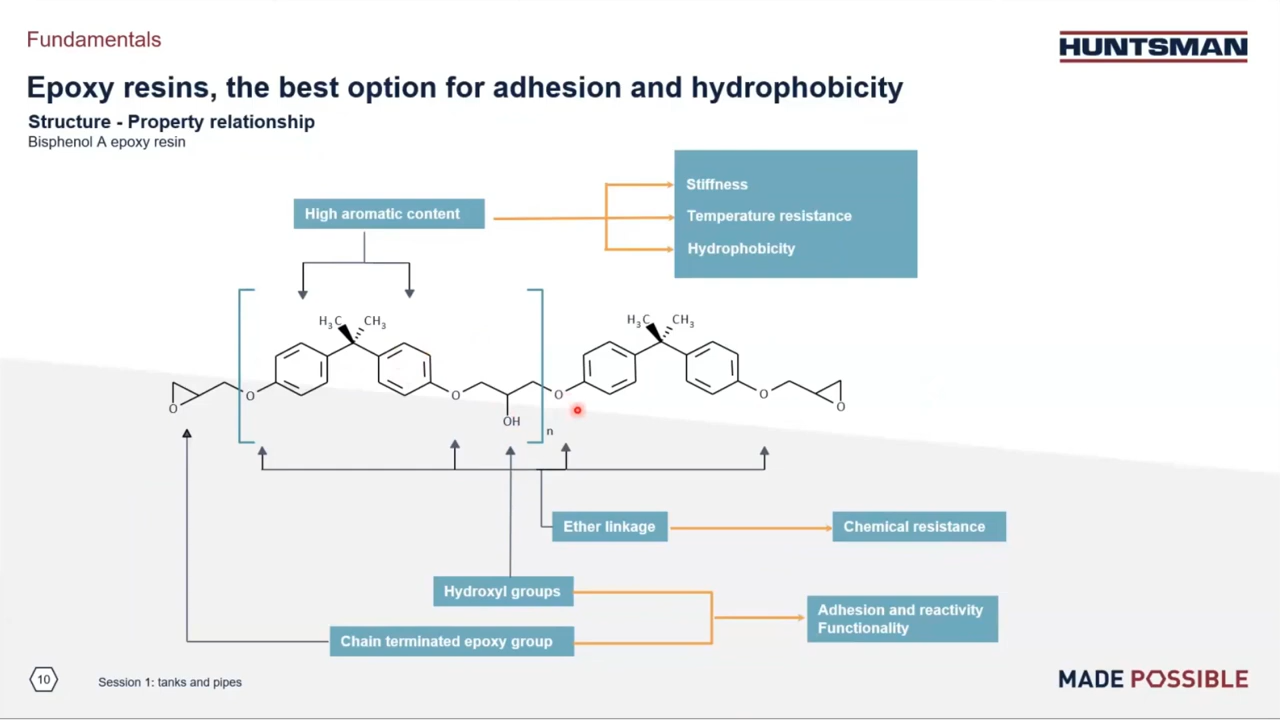 Fundamentals
HUNTSMAN
Epoxy resins, the best option for adhesion and hydrophobicity
Structure - Property relationship
Bisphenol A epoxy resin
Stiffness
High aromatic content
Temperature resistance
Hydrophobicity
H3C CH3
H3C CH3
O
O
O
O
O
O
OH
n
Ether linkage
Chemical resistance
Hydroxyl groups
Adhesion and reactivity
Functionality
Chain terminated epoxy group
10
Session 1: tanks and pipes
MADE POSSIBLE